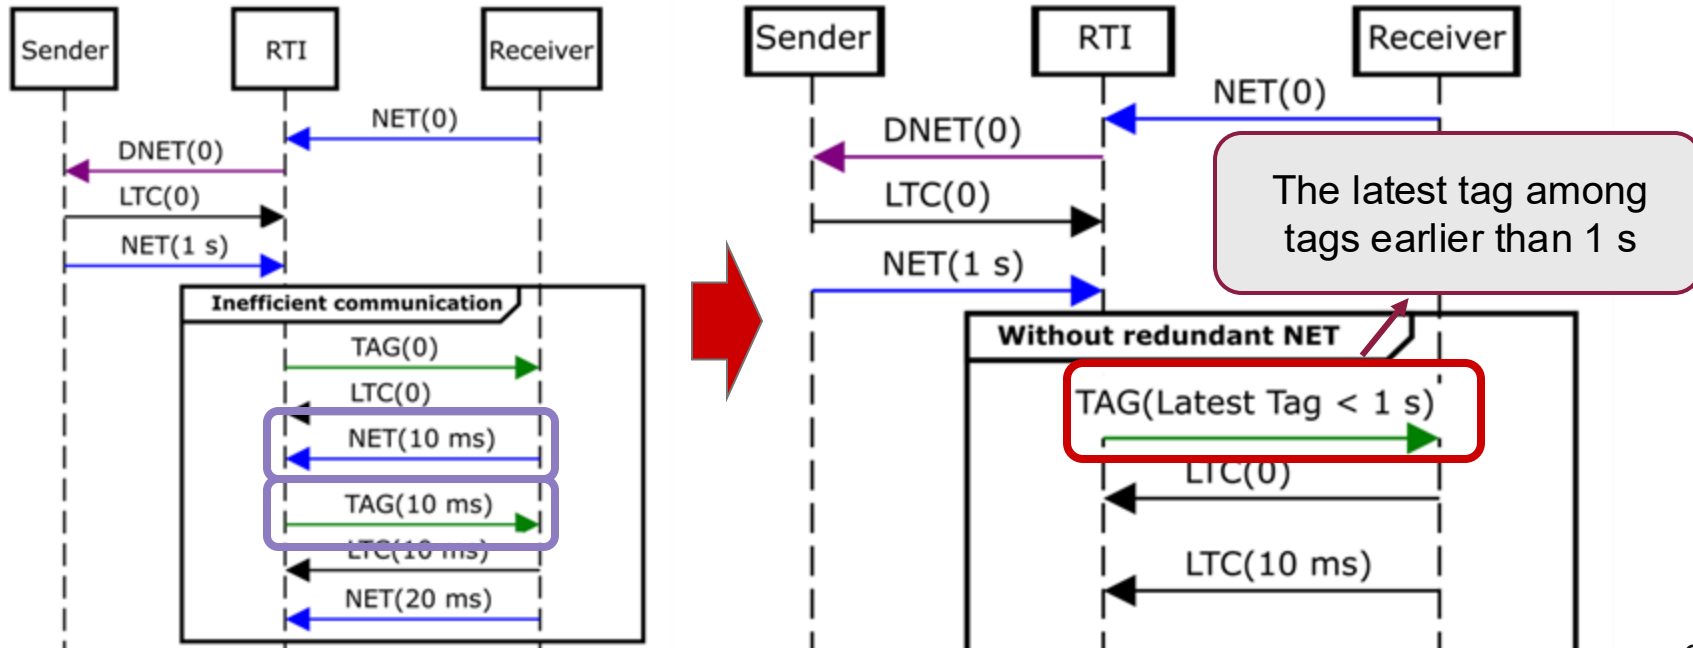 Sender
RTI
Receiver
NET(0)
DNET(0)
LTC(0)
NET(1 s)
Inefficient communication
TAG(0)
LTC(0)
NET(10 ms)
TAG(10 ms)
LTC(10 ms)
NET(20 ms)
Sender
RTI
Receiver
NET(0)
DNET(0)
LTC(0)
NET(1 s)
The latest tag among
tags earlier than 1 s
Without redundant NET
TAG(Latest Tag < 1 s)
LTC(0)
LTC(10 ms)